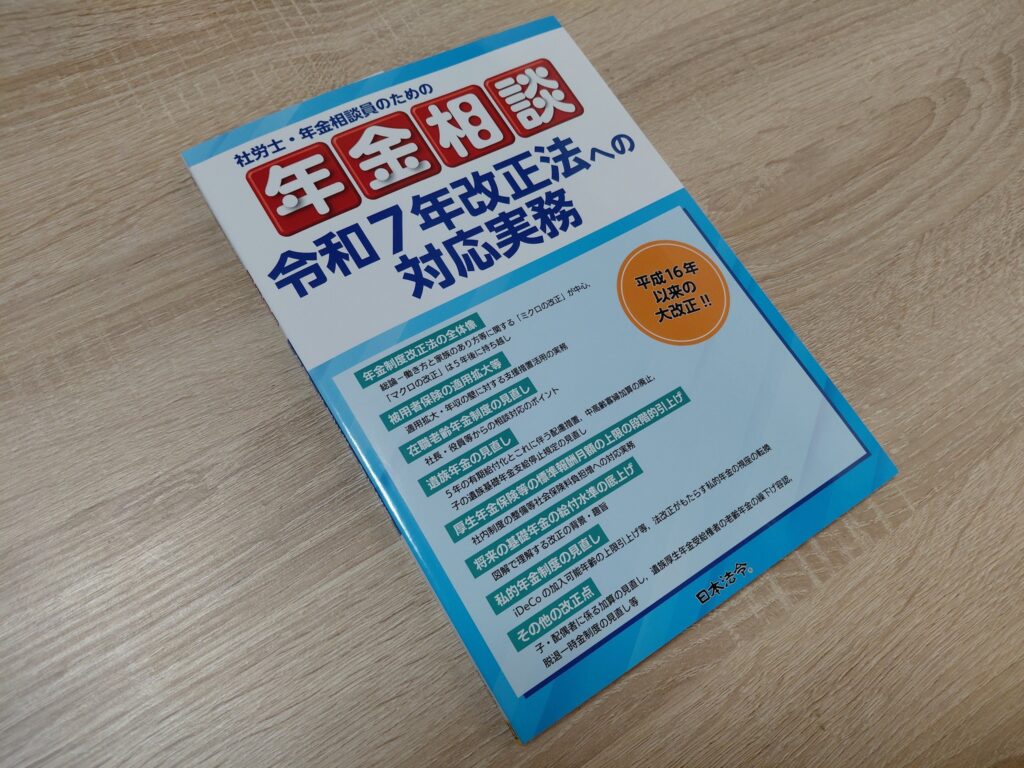 社労士・年金相談員のための
年金相談
令和7年改正法への
対応実務
平成16年
以来の
大改正!!
年金制度改正法の全体像
総論－働き方と家族のあり方等に関する「ミクロの改正」が中心、
「マクロの改正」は5年後に持ち越し
被用者保険の適用拡大等
適用拡大・年収の壁に対する支援措置活用の実務
在職老齢年金制度の見直し
社長・役員等からの相談対応のポイント
遺族年金の見直し
5年の有期給付化とこれに伴う配慮措置、中高齢寡婦加算の廃止、
子の遺族基礎年金支給停止規定の見直し
厚生年金保険等の標準報酬月額の上限の段階的引上げ
社内制度の整備等社会保険料負担増への対応実務
将来の基礎年金の給付水準の底上げ
図解で理解する改正の背景・趣旨
私的年金制度の見直し
iDeCoの加入可能年齢の上限引上げ等、法改正がもたらす私的年金の視座の転換
その他の改正点
子・配偶者に係る加算の見直し、遺族厚生年金受給権者の老齢年金の繰下げ容認、
脱退一時金制度の見直し等
日本法令。